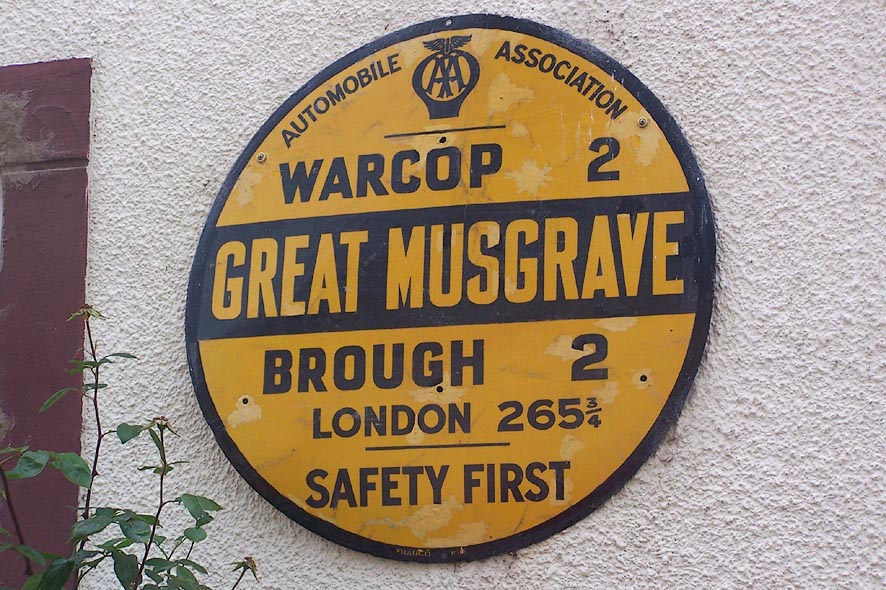 AUTOMOBILE AA ASSOCIATION
WARCOP 2
GREAT MUSGRAVE
BROUGH 2
LONDON 265¾
SAFETY FIRST